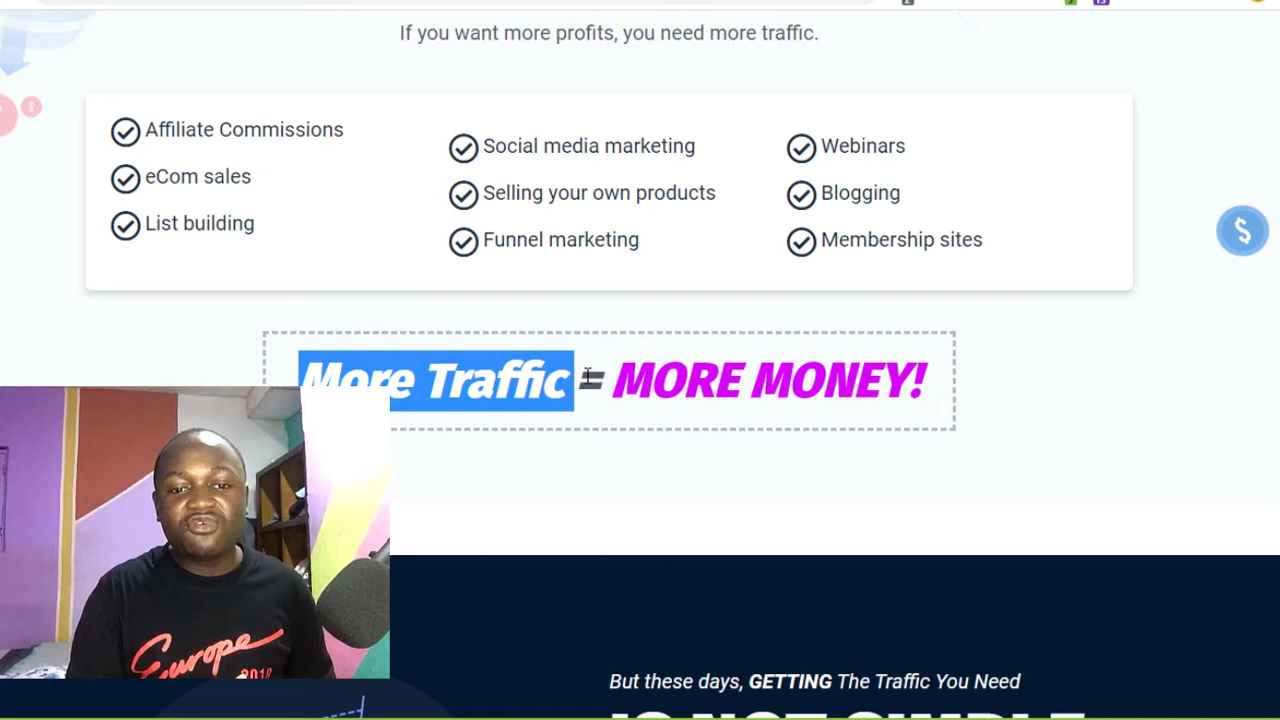 If you want more profits, you need more traffic.
Affiliate Commissions
eCom sales
List building
Social media marketing
Selling your own products
Funnel marketing
Webinars
Blogging
Membership sites
More Traffic = MORE MONEY!
Europe
But these days, GETTING The Traffic You Need